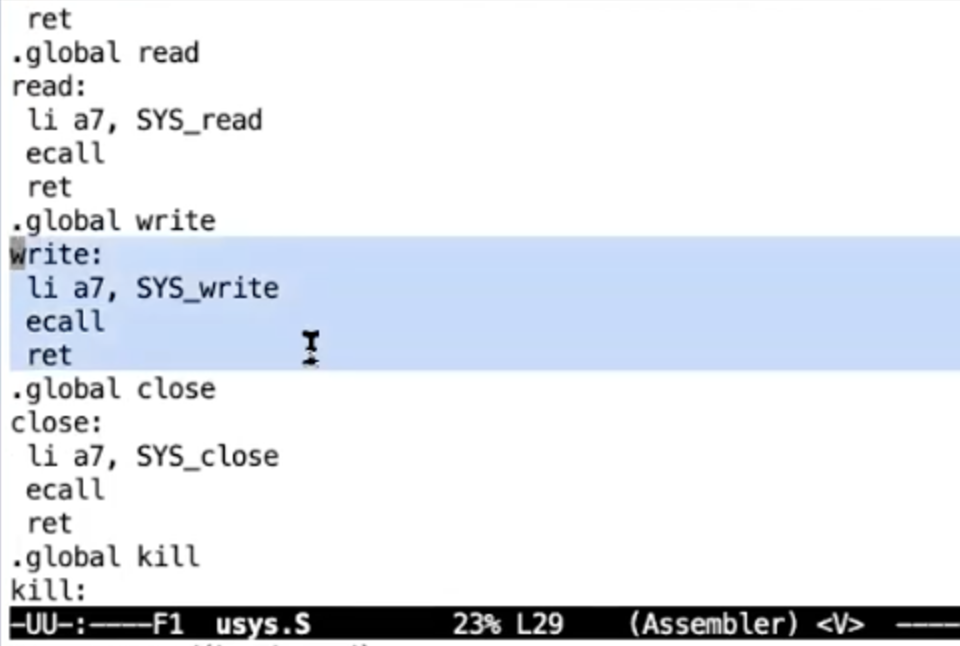 ret
.global read
read:
 li a7, SYS_read
 ecall
 ret
.global write
write:
 li a7, SYS_write
 ecall
 ret
.global close
close:
 li a7, SYS_close
 ecall
 ret
.global kill
kill:
-UU-:----F1  usys.S         23% L29    (Assembler) <V>  ----